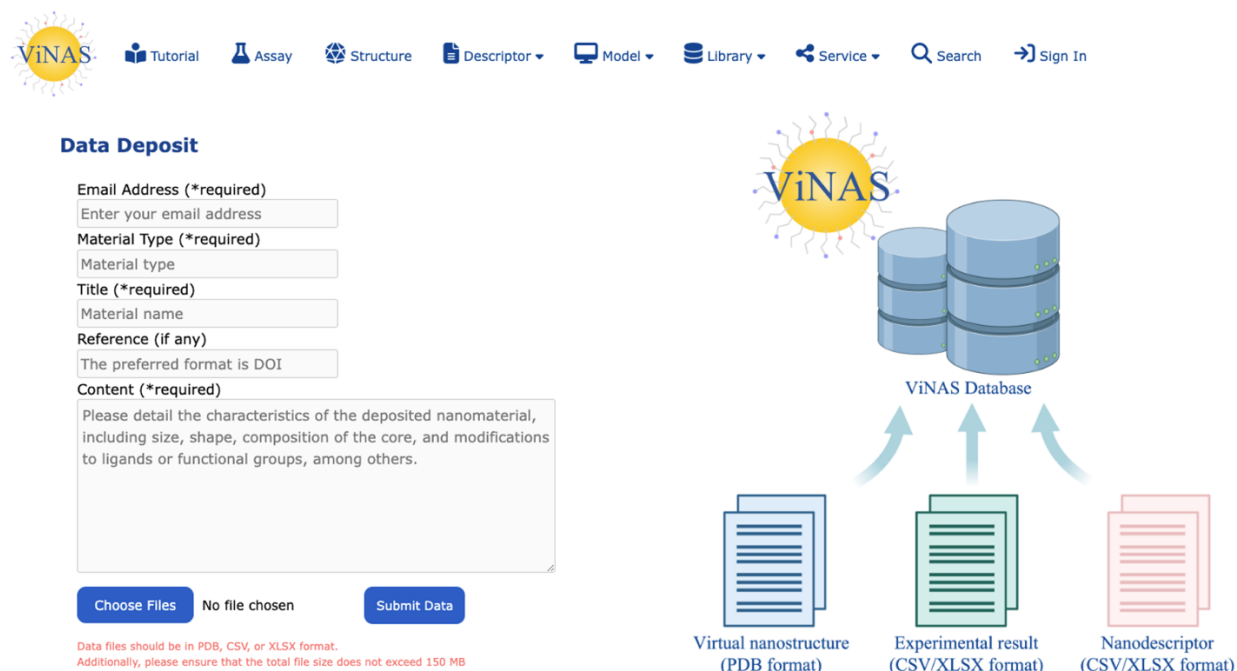 ViNAS
Tutorial
Assay
Structure
Descriptor
Model
Library
Service
Search
Sign In
Data Deposit
Email Address (*required)
Enter your email address
Material Type (*required)
Material type
Title (*required)
Material name
Reference (if any)
The preferred format is DOI
Content (*required)
Please detail the characteristics of the deposited nanomaterial,
including size, shape, composition of the core, and modifications
to ligands or functional groups, among others.
Choose Files
No file chosen
Submit Data
Data files should be in PDB, CSV, or XLSX format.
Additionally, please ensure that the total file size does not exceed 150 MB
ViNAS
ViNAS Database
Virtual nanostructure
(PDB format)
Experimental result
(CSV/XLSX format)
Nanodescriptor
(CSV/XLSX format)